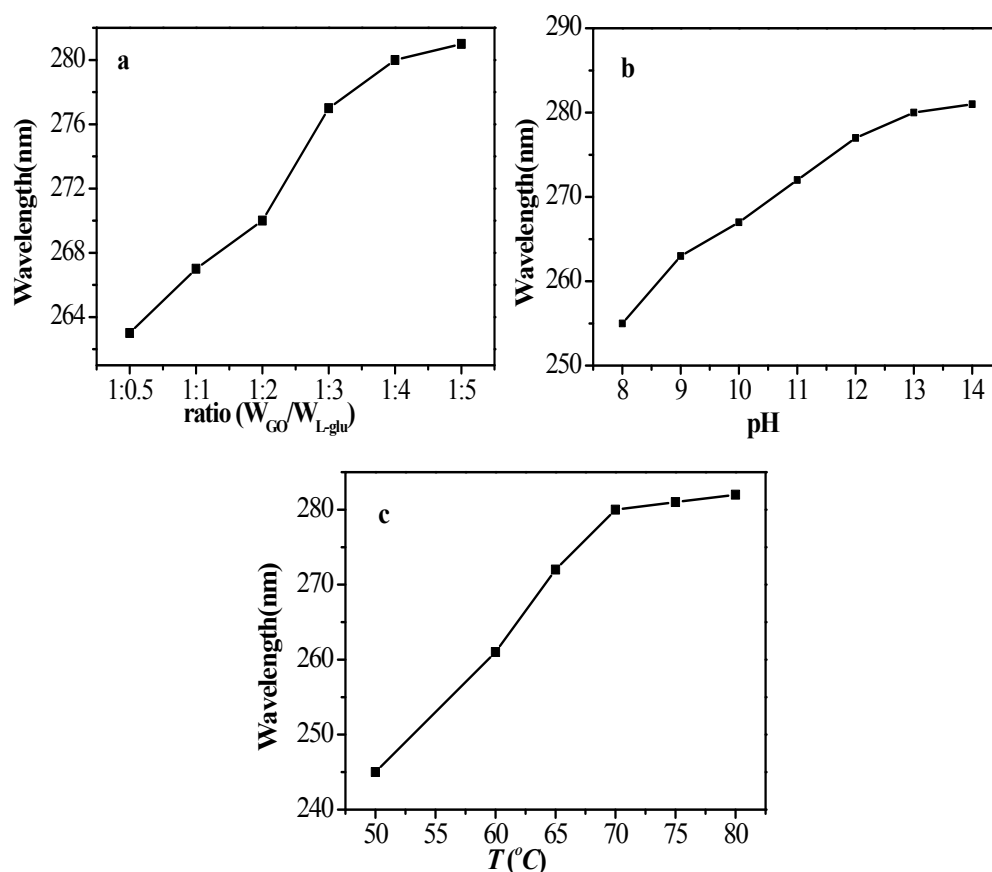 a
280
276
272
268
264
Wavelength(nm)
1:0.5 1:1 1:2 1:3 1:4 1:5
ratio (W_GO/W_L-glu)
b
290
280
270
260
250
Wavelength(nm)
8 9 10 11 12 13 14
pH
c
280
270
260
250
240
Wavelength(nm)
50 55 60 65 70 75 80
T (°C)